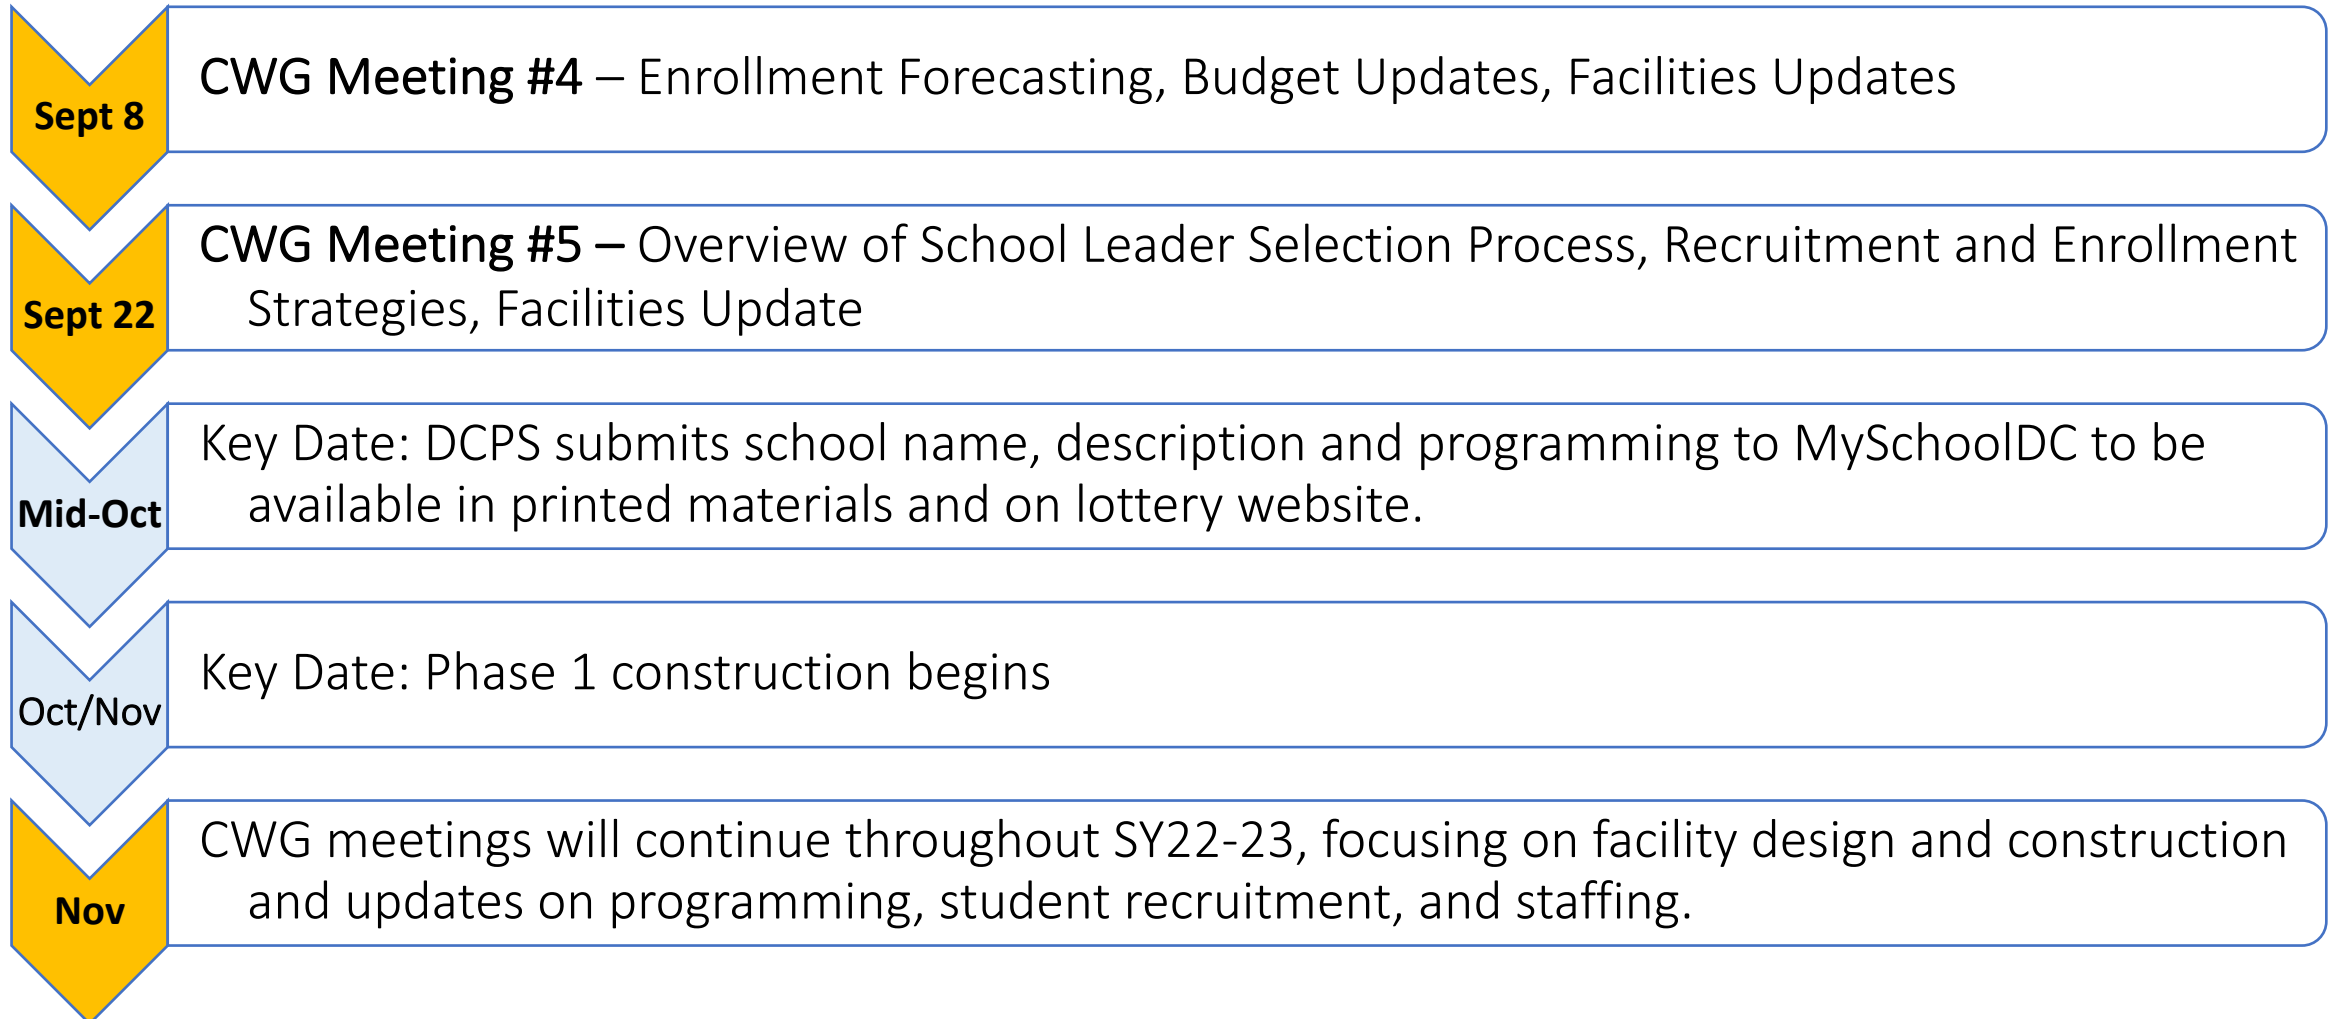 Sept 8
CWG Meeting #4 – Enrollment Forecasting, Budget Updates, Facilities Updates
Sept 22
CWG Meeting #5 – Overview of School Leader Selection Process, Recruitment and Enrollment
Strategies, Facilities Update
Mid-Oct
Key Date: DCPS submits school name, description and programming to MySchoolDC to be
available in printed materials and on lottery website.
Oct/Nov
Key Date: Phase 1 construction begins
Nov
CWG meetings will continue throughout SY22-23, focusing on facility design and construction
and updates on programming, student recruitment, and staffing.